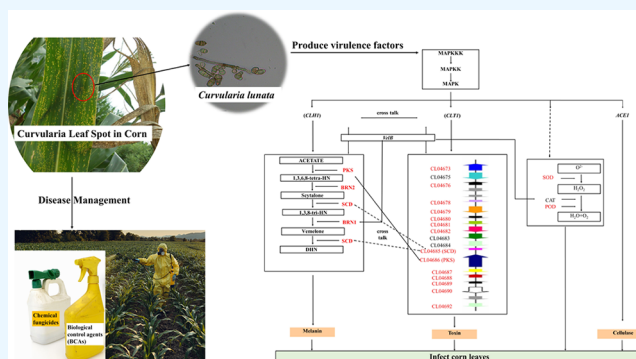 Produce virulence factors
Curvularia lunata
Curvularia Leaf Spot in Corn
Disease Management
Chemical
fungicides
Biological
control agents
(BCAs)
MAPKKK
MAPKK
MAPK
cross talk
(CLT1)
ACE1
VelB
ACETATE
PKS
1,3,6,8-tetra-HN
BRN2
Scytalone
SCD
1,3,8-tri-HN
BRN1
Vemelone
SCD
DHN
cross
talk
CL04673
CL04675
CL04676
CL04678
CL04679
CL04680
CL04681
CL04682
CL04683
CL04684
CL04685 (SCD)
CL04686 (PKS)
CL04687
CL04688
CL04689
CL04690
CL04692
SOD
H₂O₂
CAT
POD
H₂O+O₂
Melanin
Toxin
Cellulose
Infect corn leaves